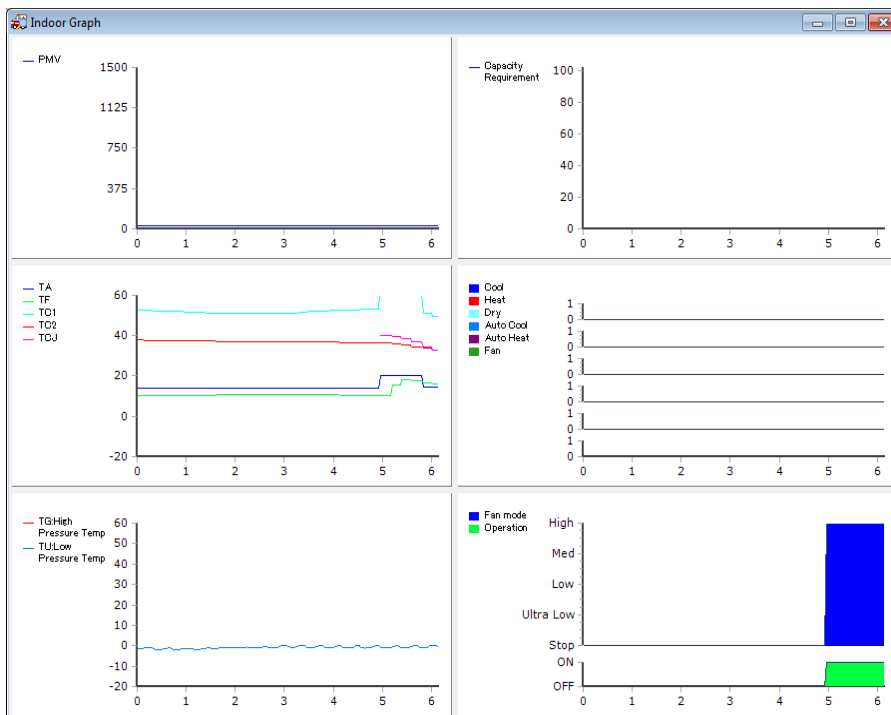 Indoor Graph
PMV
1500
1125
750
375
0
0 1 2 3 4 5 6
Capacity
Requirement
100
80
60
40
20
0
0 1 2 3 4 5 6
TA
TF
TC1
TC2
TCJ
60
40
20
0
-20
0 1 2 3 4 5 6
Cool
Heat
Dry
Auto Cool
Auto Heat
Fan
1
0
1
0
1
0
1
0
1
0
1
0
0 1 2 3 4 5 6
TG:High
Pressure Temp
TU:Low
Pressure Temp
60
50
40
30
20
10
0
-10
-20
0 1 2 3 4 5 6
Fan mode
Operation
High
Med
Low
Ultra Low
Stop
ON
OFF
0 1 2 3 4 5 6